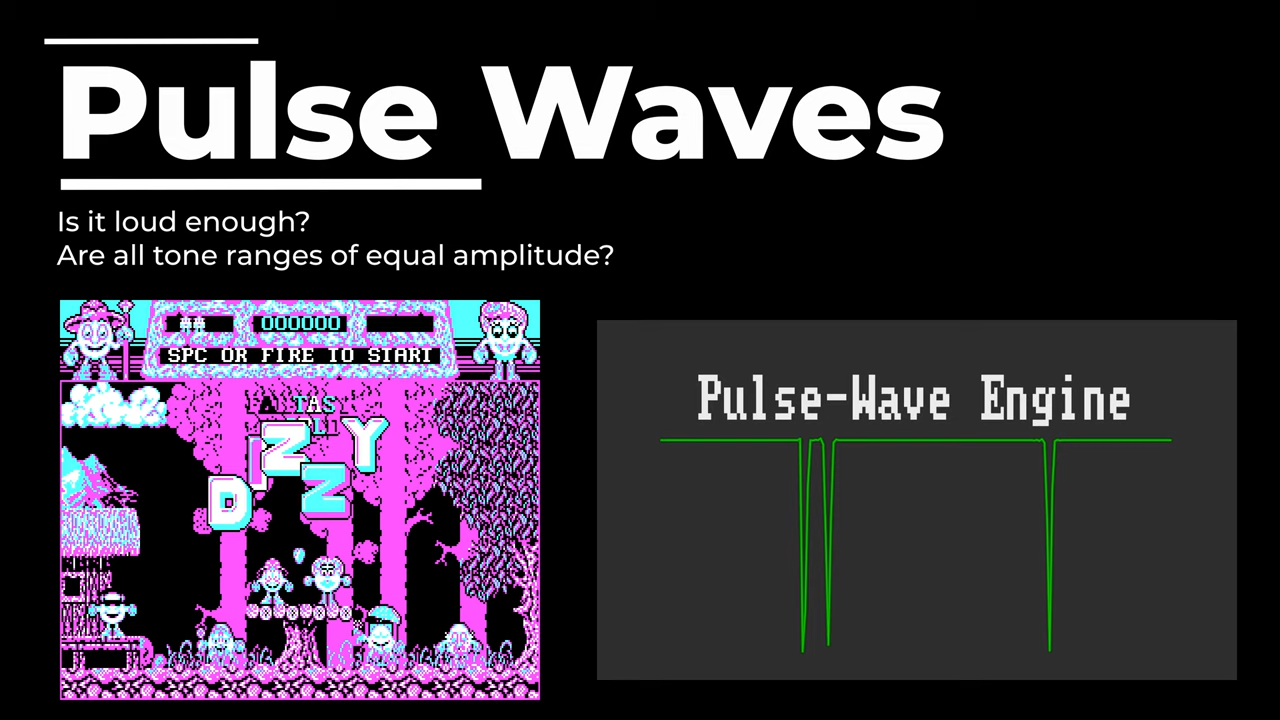 Pulse Waves
Is it loud enough?
Are all tone ranges of equal amplitude?
000000
SPC OR FIRE TO START
TAS
DIZZY
Pulse-Wave Engine